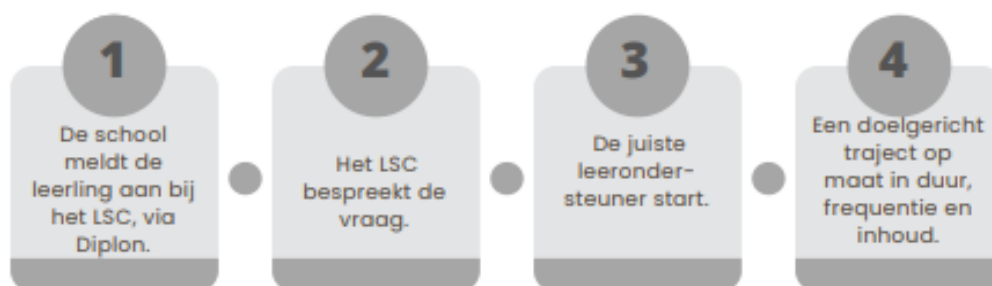 1
De school
meldt de
leerling aan bij
het LSC, via
Diplon.
2
Het LSC
bespreekt de
vraag.
3
De juiste
leeronder-
steuner start.
4
Een doelgericht
traject op
maat in duur,
frequentie en
inhoud.